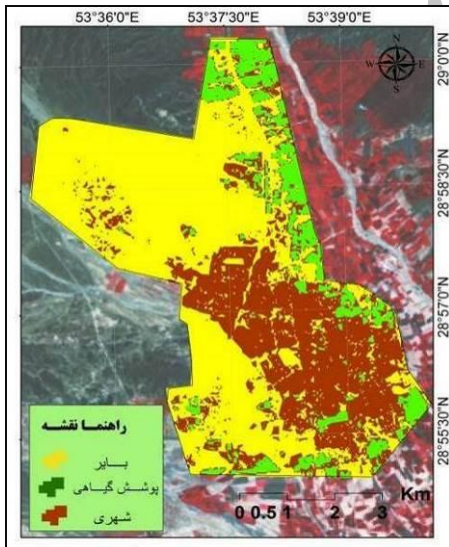 53°36'0"E 53°37'30"E 53°39'0"E
N
W E
S
29°0'0"N
28°58'30"N
28°57'0"N
28°55'30"N
راهنما نقشه
بایر
پوشش گیاهی
شهری
Km
0 0.5 1 2 3